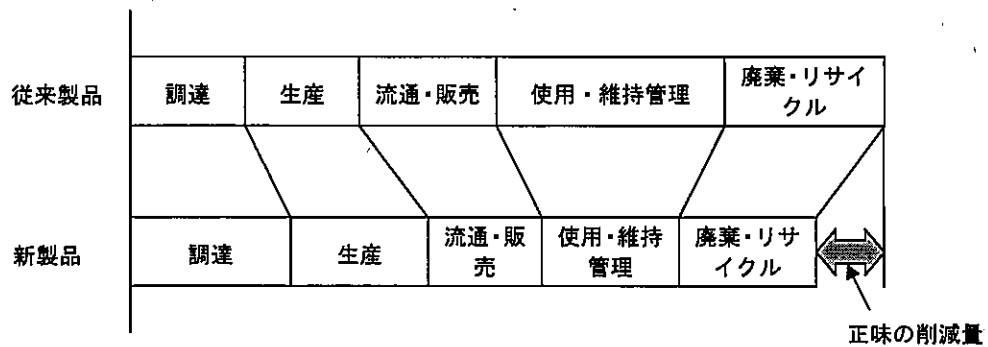 従来製品
調達
生産
流通・販売
使用・維持管理
廃棄・リサイ
クル
新製品
調達
生産
流通・販
売
使用・維持
管理
廃棄・リサ
イクル
正味の削減量